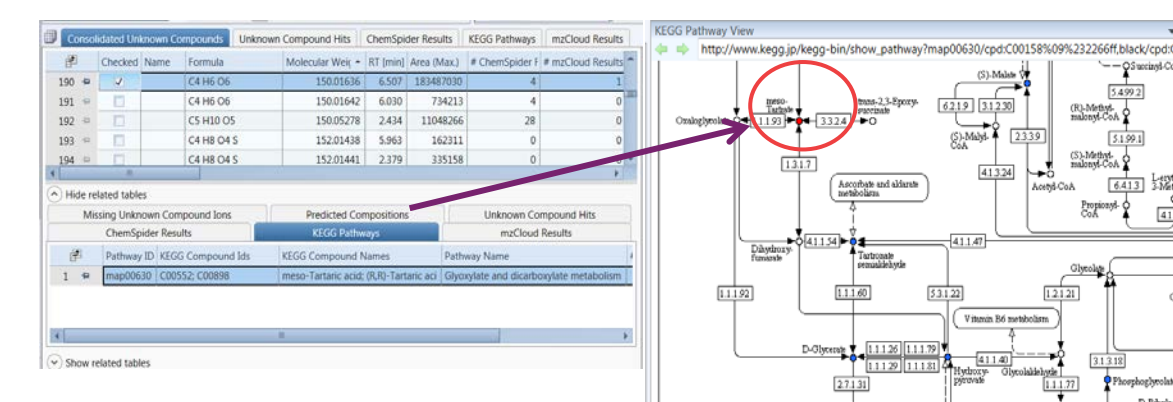 Consolidated Unknown Compounds Unknown Compound Hits ChemSpider Results KEGG Pathways mzCloud Results
Checked Name Formula Molecular Weig RT [min] Area (Max.) # ChemSpider F # mzCloud Results
190 C4 H6 O6 150.01636 6.507 183487030 4 1
191 C4 H6 O6 150.01642 6.030 734213 4 0
192 C5 H10 O5 150.05278 2.434 11048266 28 0
193 C4 H8 O4 S 152.01438 5.963 162311 0 0
194 C4 H8 O4 S 152.01441 2.379 335158 0 0
Hide related tables
Missing Unknown Compound Ions Predicted Compositions Unknown Compound Hits
ChemSpider Results KEGG Pathways mzCloud Results
Pathway ID KEGG Compound Ids KEGG Compound Names Pathway Name
1 map00630 C00552; C00898 meso-Tartaric acid; (R,R)-Tartaric aci Glyoxylate and dicarboxylate metabolism
Show related tables
KEGG Pathway View
http://www.kegg.jp/kegg-bin/show_pathway?map00630/cpd:C00158%09%232266ff,black/cpd:C
(S)-Malate
Succinyl-Co
5.4.99.2
meso-
Tartrate
trans-2,3-Epoxy-
succinate
6.2.1.9 3.1.2.30
(R)-Methyl-
malonyl-CoA
Oxaloglycolate 1.1.93 3.3.2.4
(S)-Malyl-
CoA
2.3.3.9
5.1.99.1
1.3.1.7
4.1.3.24
(S)-Methyl-
malonyl-CoA
Ascorbate and aldarate
metabolism
Acetyl-CoA
6.4.1.3
L-eryt
3-Met
Propionyl-
CoA
4.1
Dihydroxy-
fumarate
4.1.1.54
Tartronate
semialdehyde
4.1.1.47
Glycolate
1.1.1.92 1.1.1.60 5.3.1.22 1.2.1.21
Vitamin B6 metabolism
D-Glycerate 1.1.1.26 1.1.1.79
1.1.1.29 1.1.1.81
Hydroxy-
pyruvate
4.1.1.40
Glycolaldehyde
3.1.3.18
2.7.1.31 1.1.1.77
Phosphoglycolat